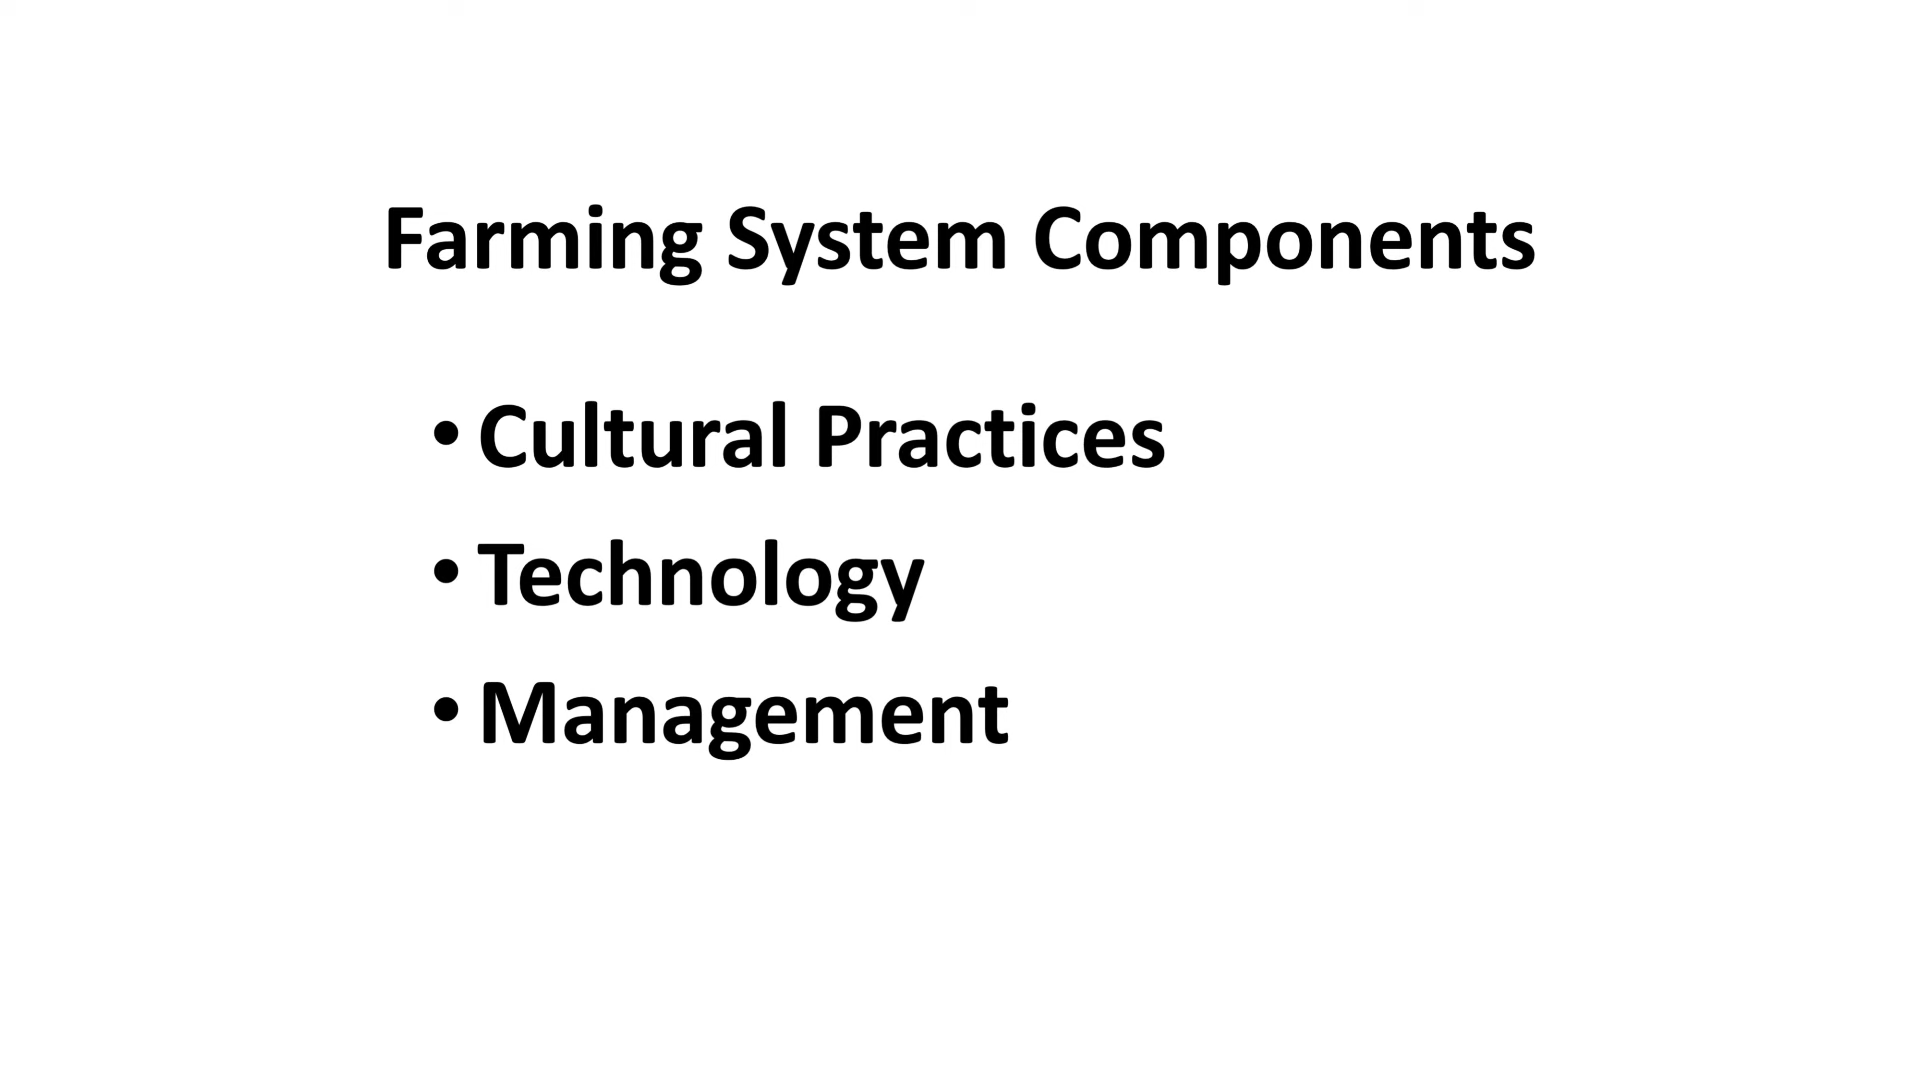 Farming System Components
• Cultural Practices
• Technology
• Management